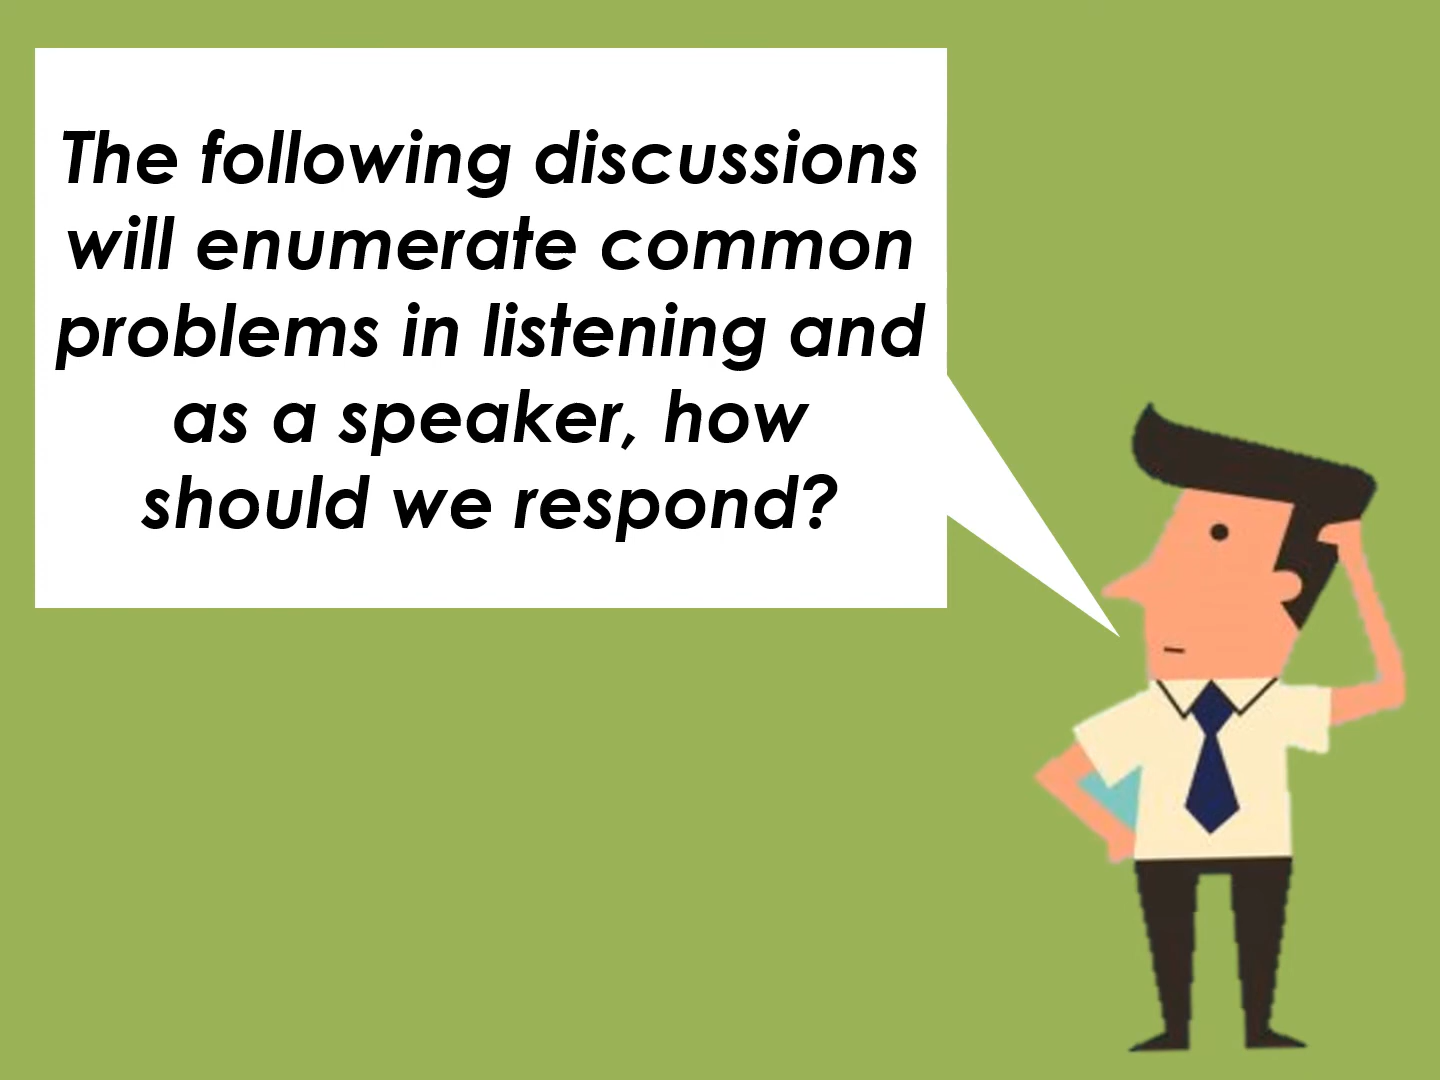 The following discussions
will enumerate common
problems in listening and
as a speaker, how
should we respond?